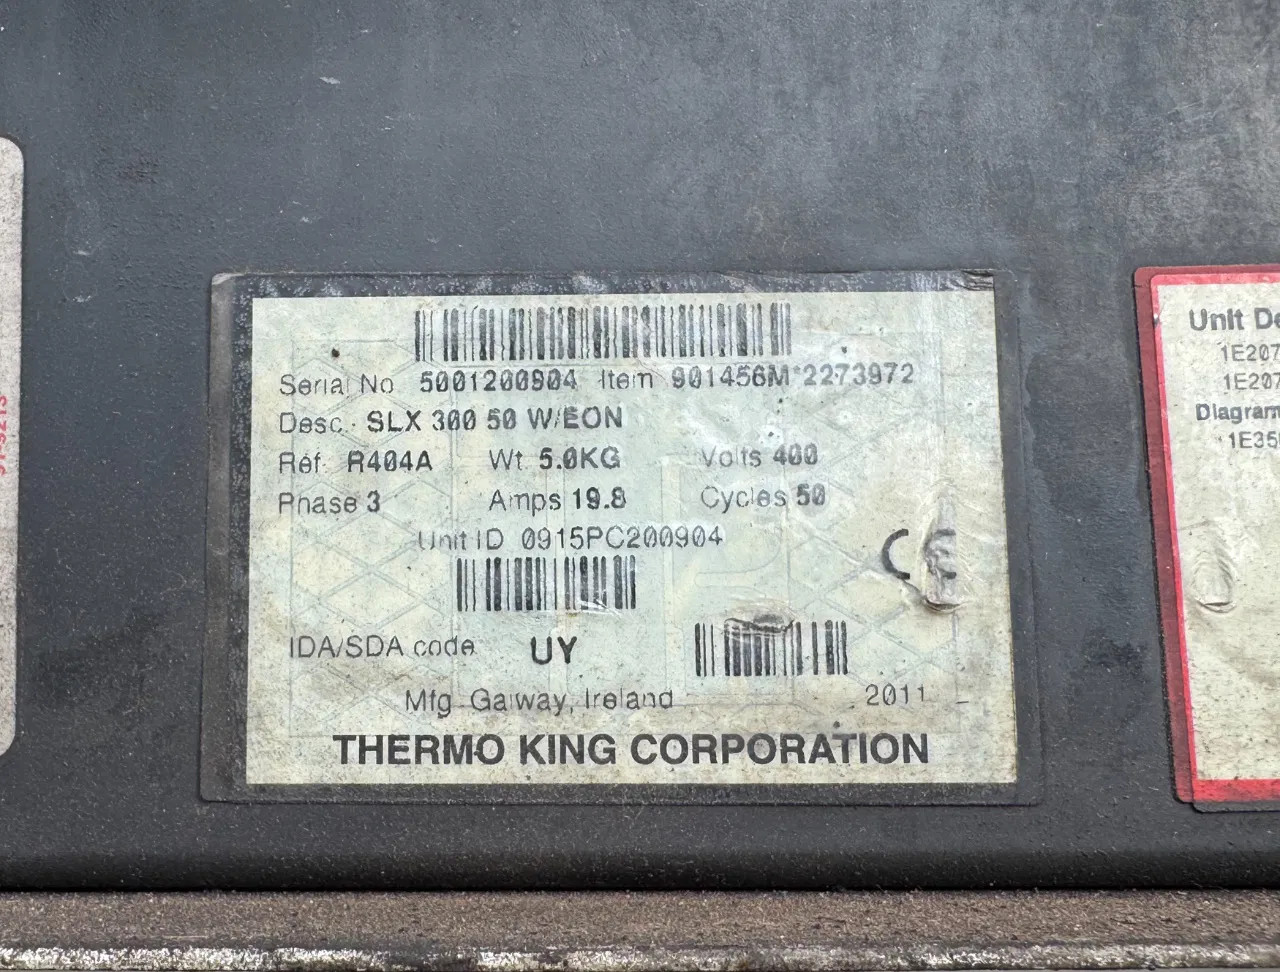 Serial No 5001200904 Item 901456M*2273972
Desc. SLX 300 50 W/EON
Ref. R404A Wt. 5.0KG Volts 400
Phase 3 Amps 19.8 Cycles 50
Unit ID 0915PC200904
CE
IDA/SDA code UY
Mfg. Galway, Ireland 2011
THERMO KING CORPORATION
Unit De
1E207
1E207
Diagram
1E35